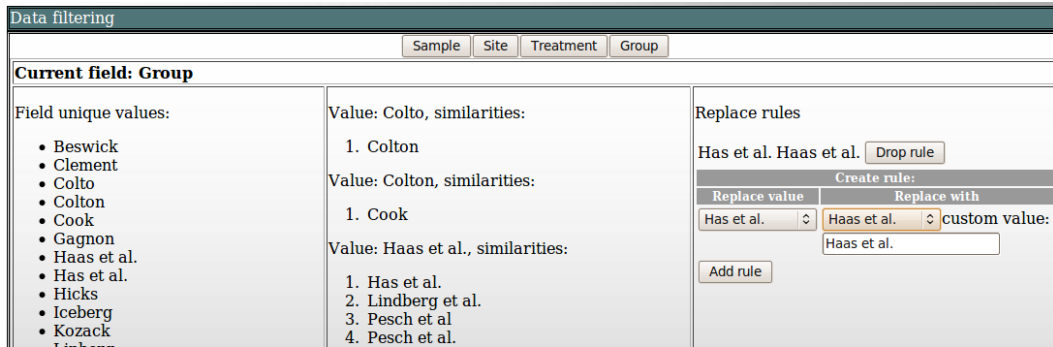 Data filtering
Sample Site Treatment Group
Current field: Group
Field unique values:
• Beswick
• Clement
• Colto
• Colton
• Cook
• Gagnon
• Haas et al.
• Has et al.
• Hicks
• Iceberg
• Kozack
Value: Colto, similarities:
1. Colton
Value: Colton, similarities:
1. Cook
Value: Haas et al., similarities:
1. Has et al.
2. Lindberg et al.
3. Pesch et al
4. Pesch et al.
Replace rules
Has et al. Haas et al. Drop rule
Create rule:
Replace value Replace with
Has et al. Haas et al. custom value:
Haas et al.
Add rule